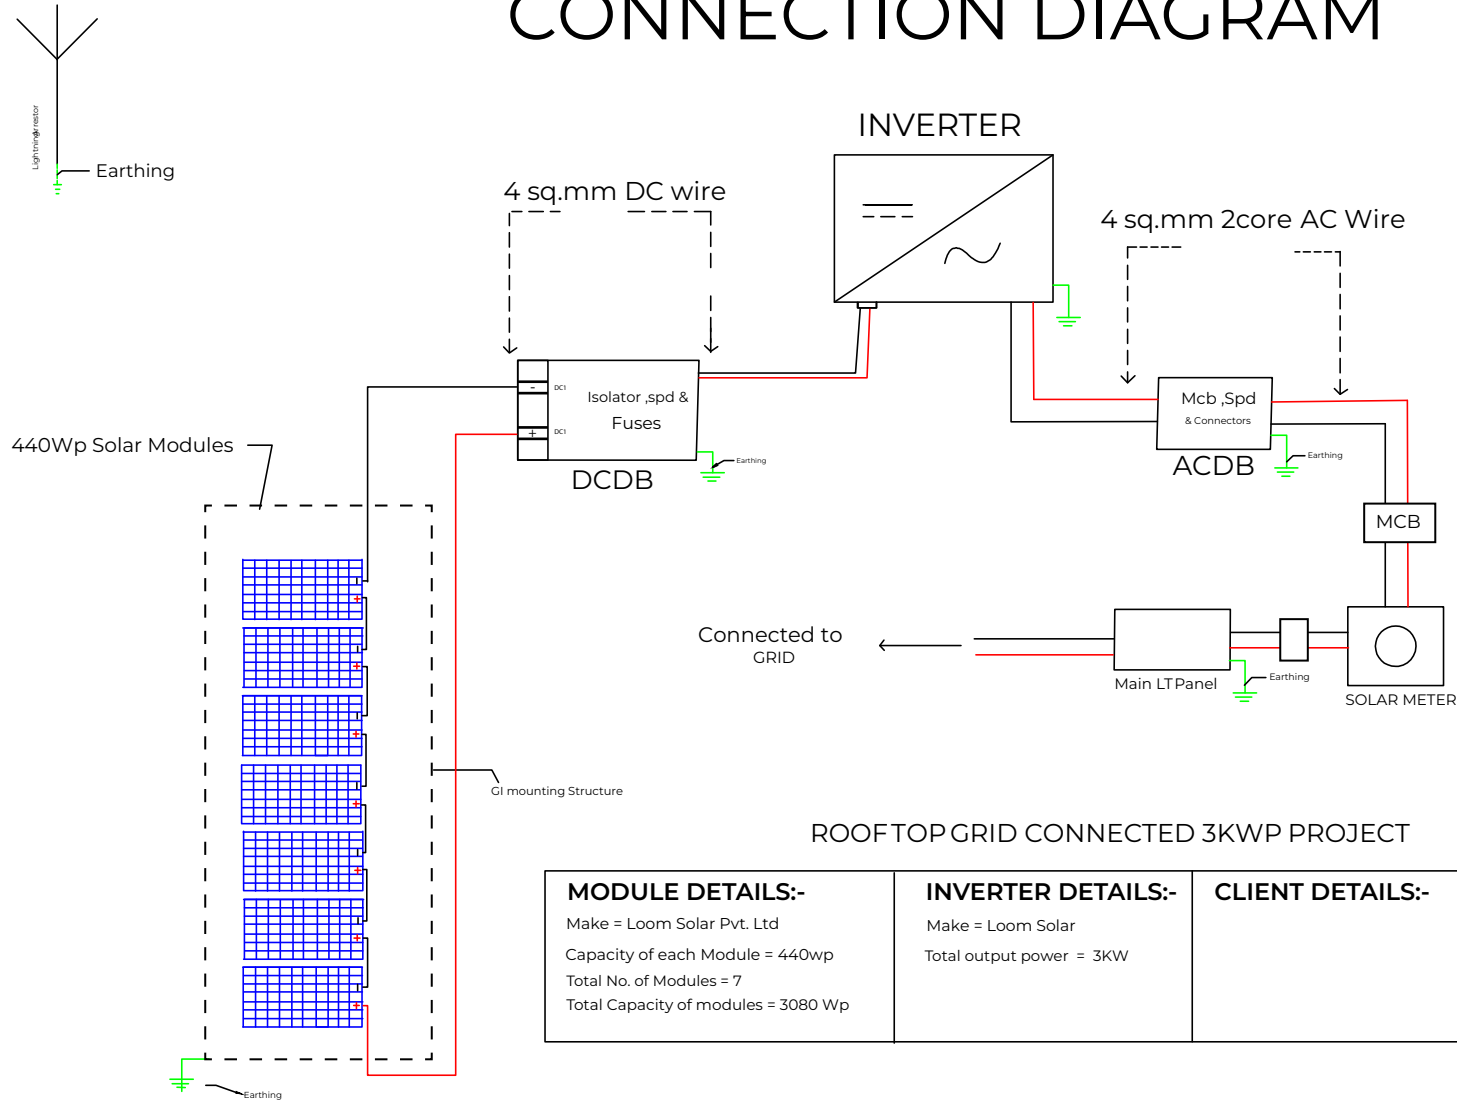 CONNECTION DIAGRAM
Lightning Arrestor
Earthing
INVERTER
4 sq.mm DC wire
4 sq.mm 2core AC Wire
- DC1
Isolator ,spd &
Fuses
+ DC1
DCDB
Earthing
Mcb ,Spd
& Connectors
ACDB
Earthing
440Wp Solar Modules
MCB
Connected to
GRID
Main LT Panel
Earthing
SOLAR METER
GI mounting Structure
Earthing
ROOF TOP GRID CONNECTED 3KWP PROJECT
MODULE DETAILS:-
Make = Loom Solar Pvt. Ltd
Capacity of each Module = 440wp
Total No. of Modules = 7
Total Capacity of modules = 3080 Wp
INVERTER DETAILS:-
Make = Loom Solar
Total output power = 3KW
CLIENT DETAILS:-